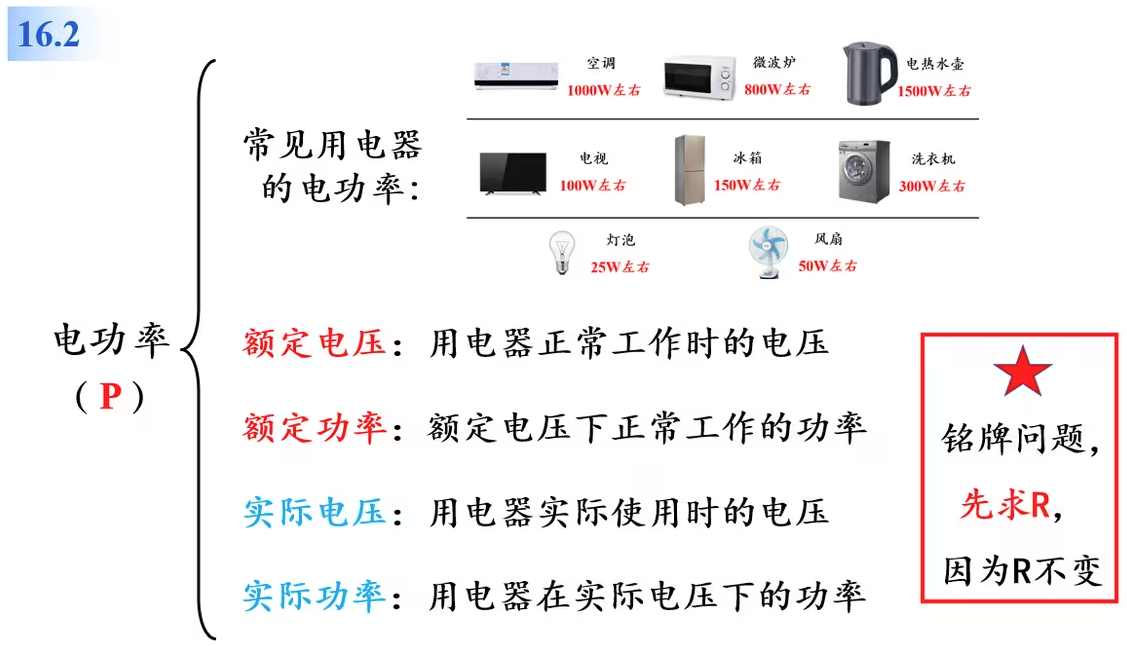 16.2
电功率
（P）
常见用电器
的电功率：
空调
1000W左右
微波炉
800W左右
电热水壶
1500W左右
电视
100W左右
冰箱
150W左右
洗衣机
300W左右
灯泡
25W左右
风扇
50W左右
额定电压：用电器正常工作时的电压
额定功率：额定电压下正常工作的功率
实际电压：用电器实际使用时的电压
实际功率：用电器在实际电压下的功率
铭牌问题，
先求R，
因为R不变